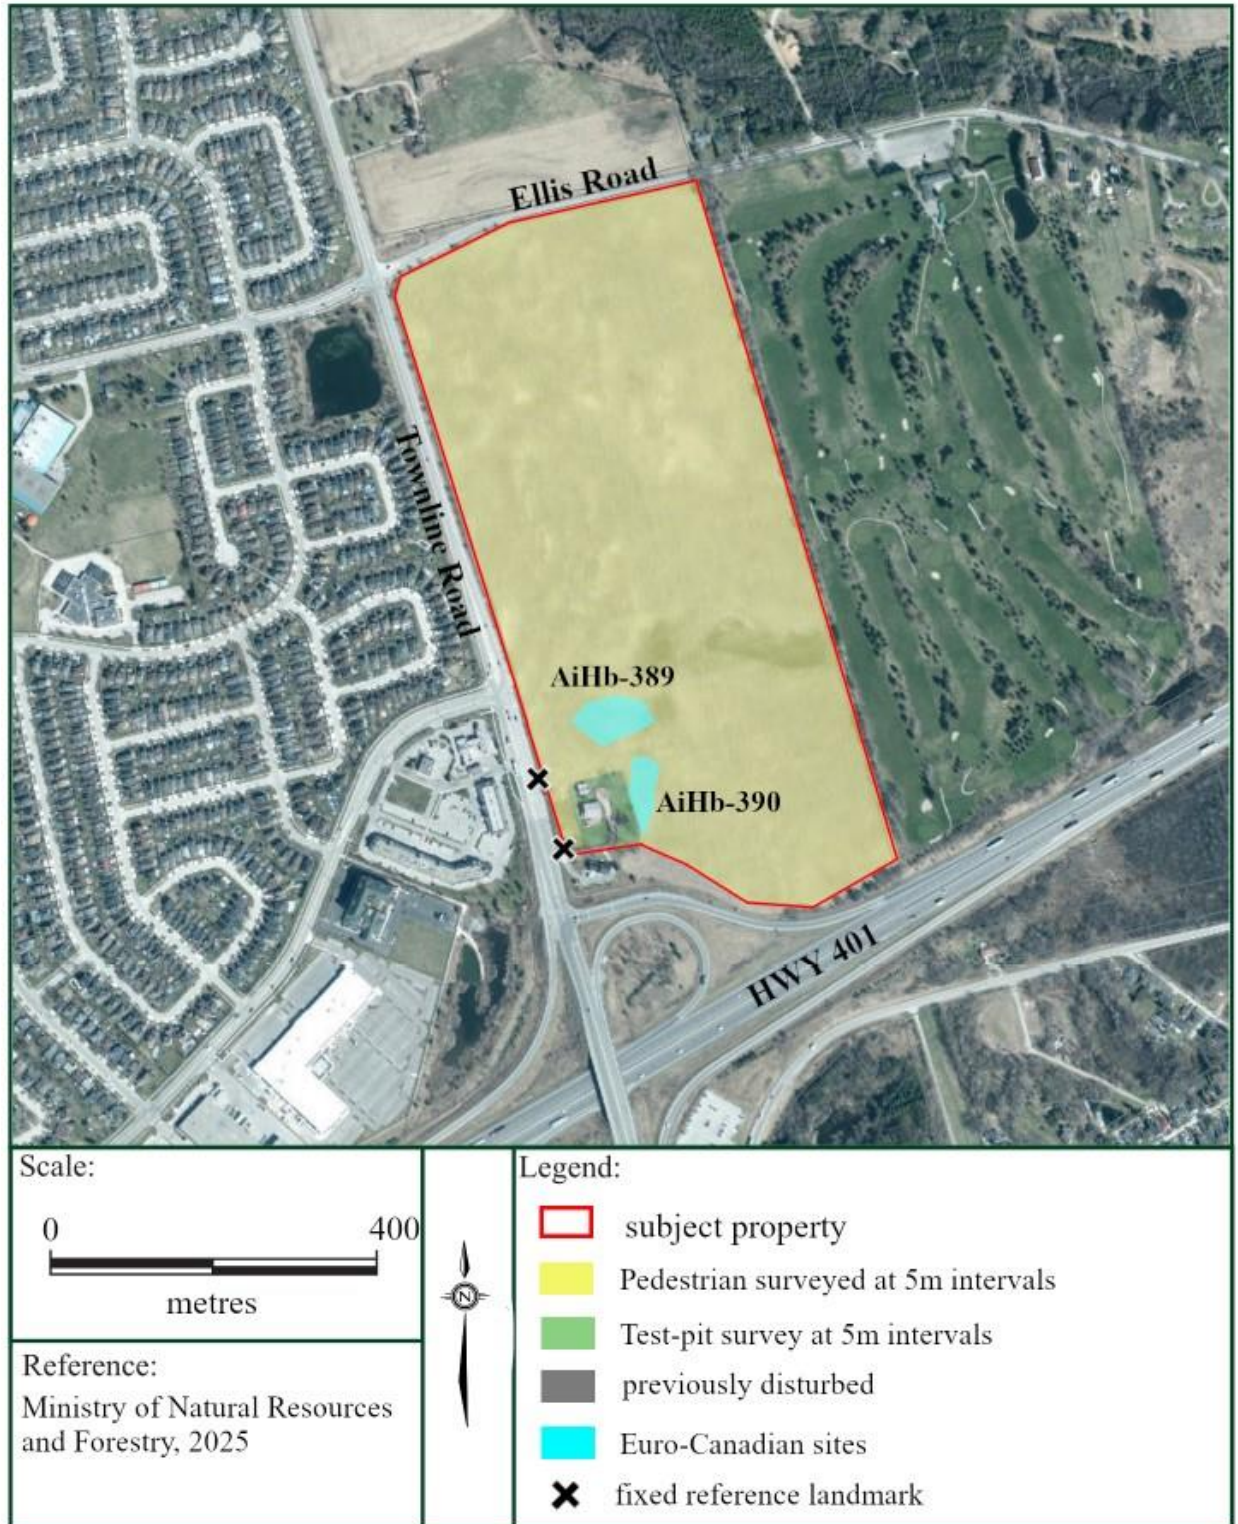 Ellis Road
Townline Road
AiHb-389
AiHb-390
HWY 401
Scale:
0 400
metres
Reference:
Ministry of Natural Resources
and Forestry, 2025
N
Legend:
subject property
Pedestrian surveyed at 5m intervals
Test-pit survey at 5m intervals
previously disturbed
Euro-Canadian sites
fixed reference landmark